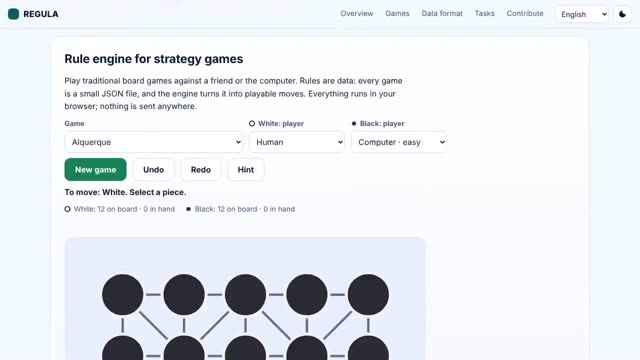 REGULA
Overview Games Data format Tasks Contribute English
Rule engine for strategy games
Play traditional board games against a friend or the computer. Rules are data: every game
is a small JSON file, and the engine turns it into playable moves. Everything runs in your
browser; nothing is sent anywhere.
Game White: player Black: player
Alquerque Human Computer · easy
New game Undo Redo Hint
To move: White. Select a piece.
White: 12 on board · 0 in hand Black: 12 on board · 0 in hand